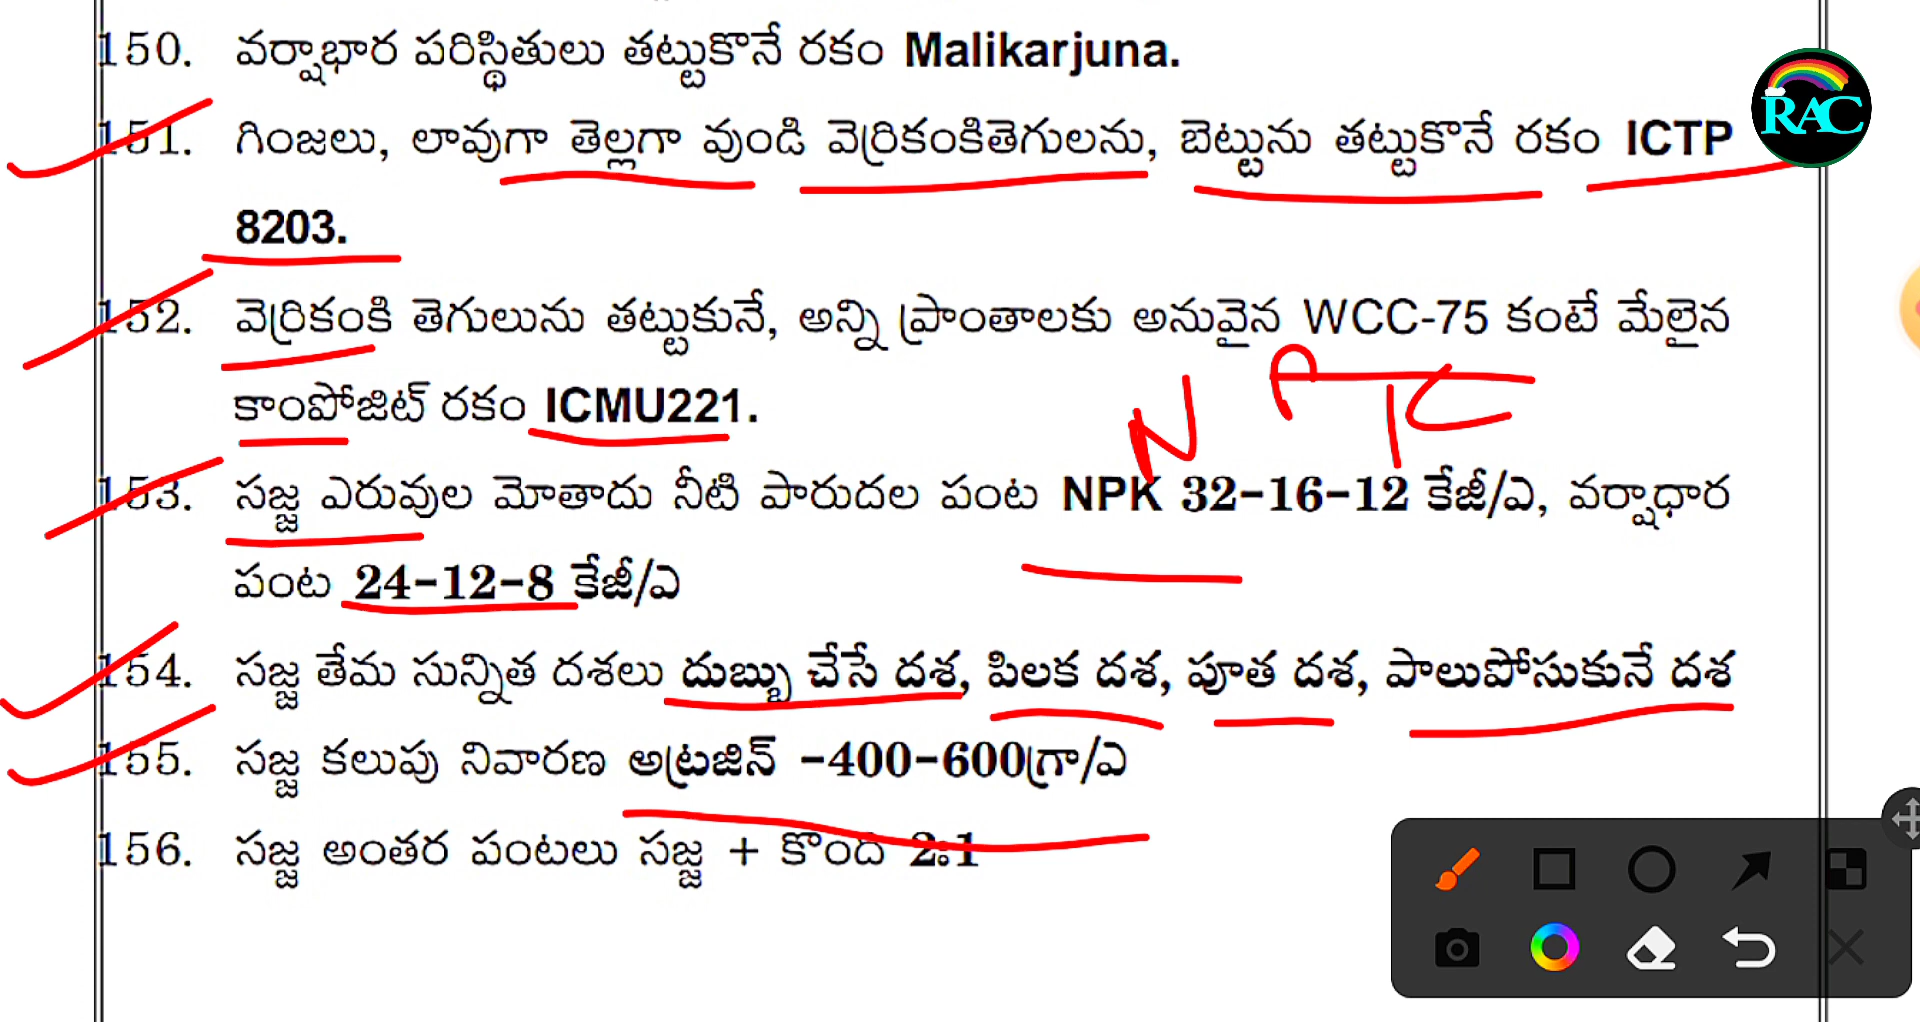 150. వర్షాభార పరిస్థితులు తట్టుకొనే రకం Malikarjuna.
RAC
151. గింజలు, లావుగా తెల్లగా వుండి వెర్రికంకితెగులను, బెట్టును తట్టుకొనే రకం ICTP
8203.
152. వెర్రికంకి తెగులును తట్టుకునే, అన్ని ప్రాంతాలకు అనువైన WCC-75 కంటే మేలైన
కాంపోజిట్ రకం ICMU221.
N P K
153. సజ్జ ఎరువుల మోతాదు నీటి పారుదల పంట NPK 32-16-12 కేజీ/ఎ, వర్షాధార
పంట 24-12-8 కేజీ/ఎ
154. సజ్జ తేమ సున్నిత దశలు దుబ్బు చేసే దశ, పిలక దశ, పూత దశ, పాలుపోసుకునే దశ
155. సజ్జ కలుపు నివారణ అట్రజిన్ -400-600గ్రా/ఎ
156. సజ్జ అంతర పంటలు సజ్జ + కొంది 2:1